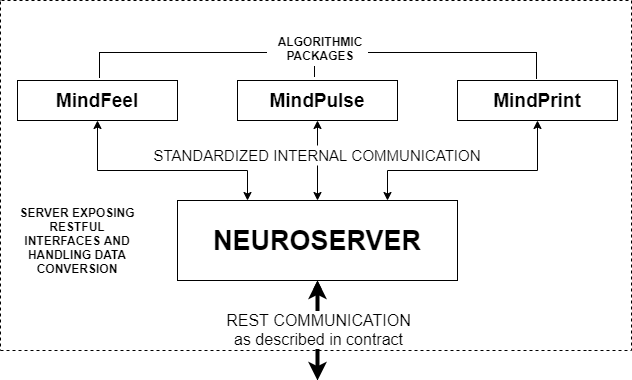 ALGORITHMIC
PACKAGES
MindFeel
MindPulse
MindPrint
STANDARDIZED INTERNAL COMMUNICATION
SERVER EXPOSING
RESTFUL
INTERFACES AND
HANDLING DATA
CONVERSION
NEUROSERVER
REST COMMUNICATION
as described in contract